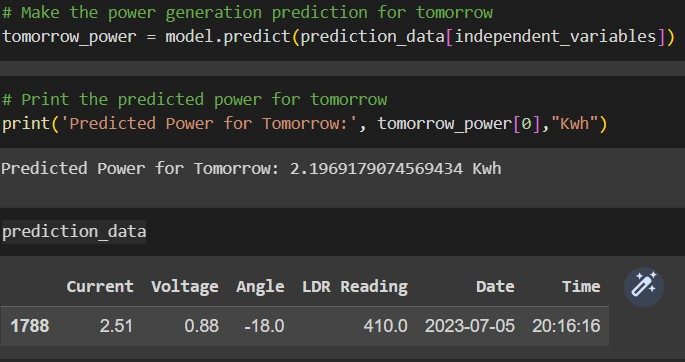 # Make the power generation prediction for tomorrow
tomorrow_power = model.predict(prediction_data[independent_variables])
# Print the predicted power for tomorrow
print('Predicted Power for Tomorrow:', tomorrow_power[0],"Kwh")
Predicted Power for Tomorrow: 2.1969179074569434 Kwh
prediction_data
Current Voltage Angle LDR Reading Date Time
1788 2.51 0.88 -18.0 410.0 2023-07-05 20:16:16